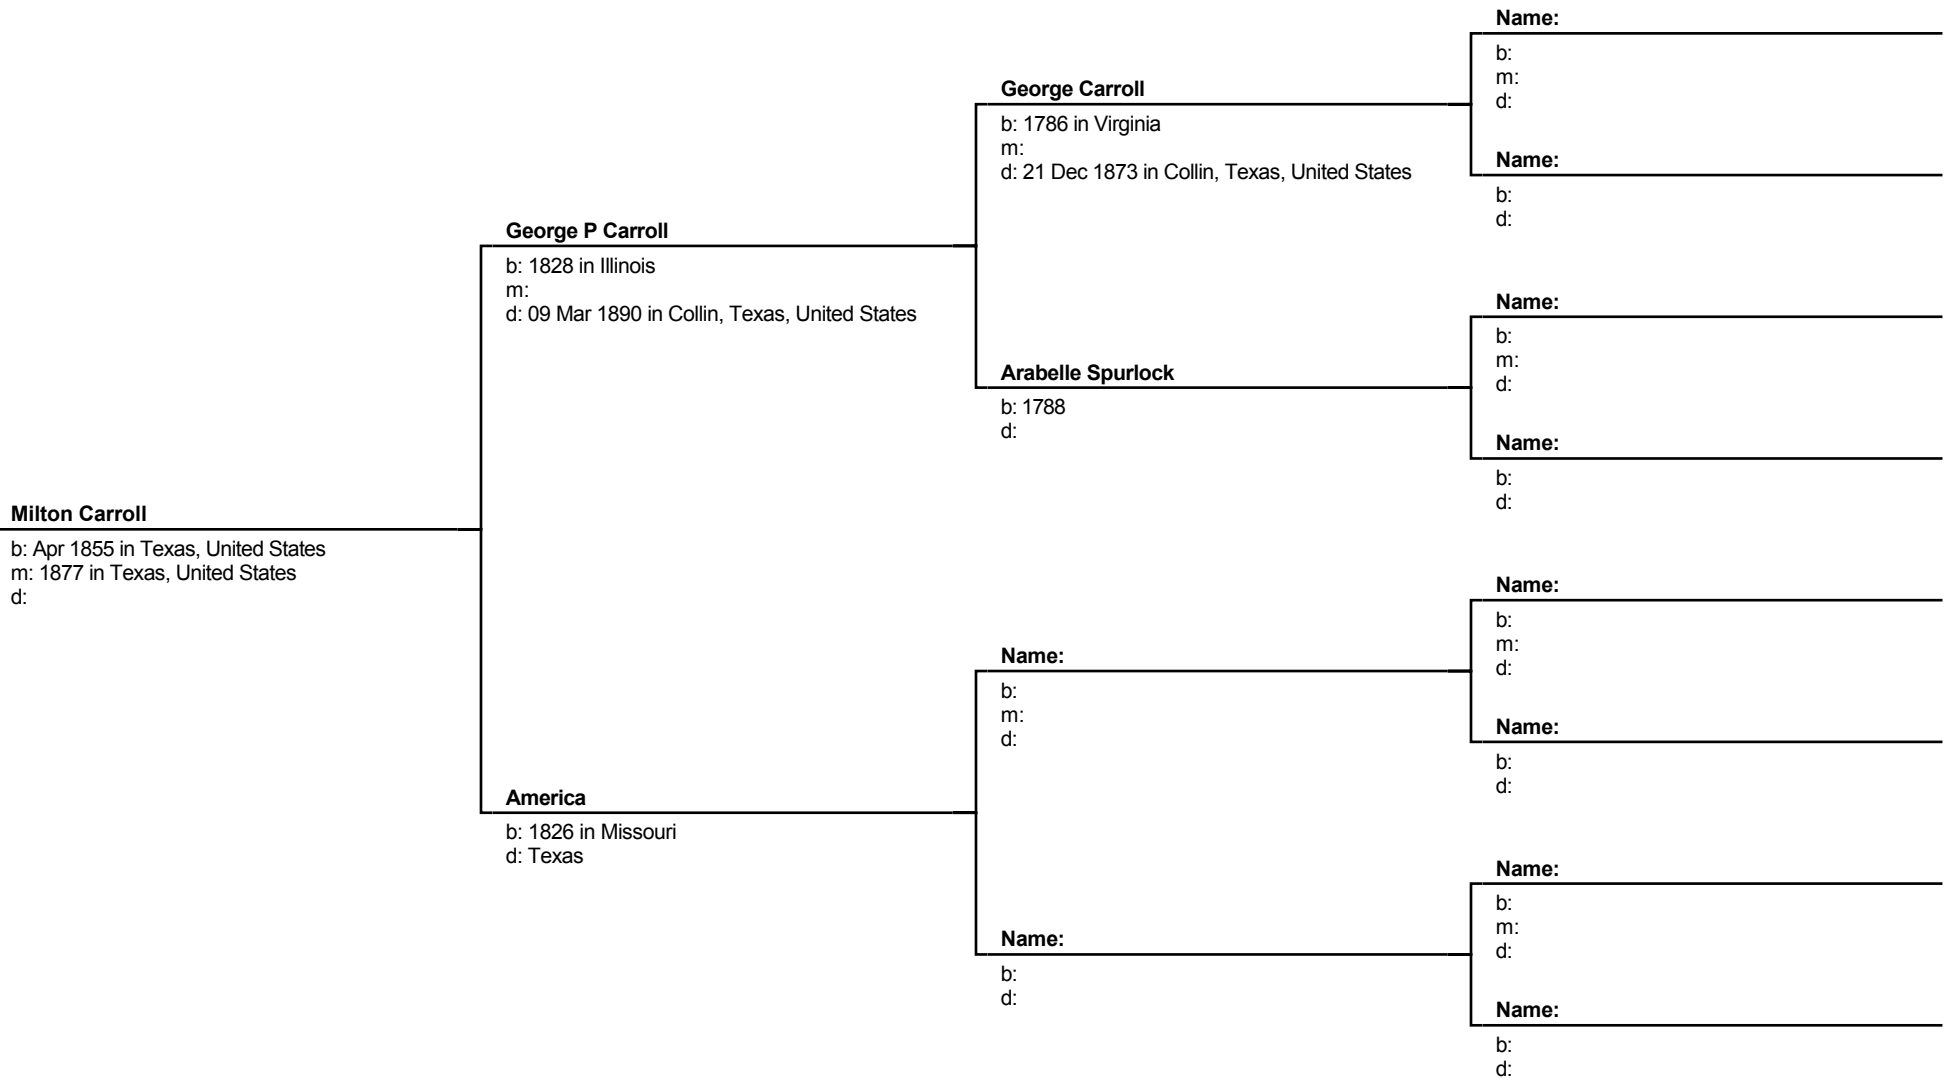 Name:
b:
m:
d:
George Carroll
b: 1786 in Virginia
m:
d: 21 Dec 1873 in Collin, Texas, United States
Name:
b:
d:
George P Carroll
b: 1828 in Illinois
m:
d: 09 Mar 1890 in Collin, Texas, United States
Name:
b:
m:
d:
Arabelle Spurlock
b: 1788
d:
Name:
b:
d:
Milton Carroll
b: Apr 1855 in Texas, United States
m: 1877 in Texas, United States
d:
Name:
b:
m:
d:
Name:
b:
m:
d:
Name:
b:
d:
America
b: 1826 in Missouri
d: Texas
Name:
b:
m:
d:
Name:
b:
d:
Name:
b:
d: